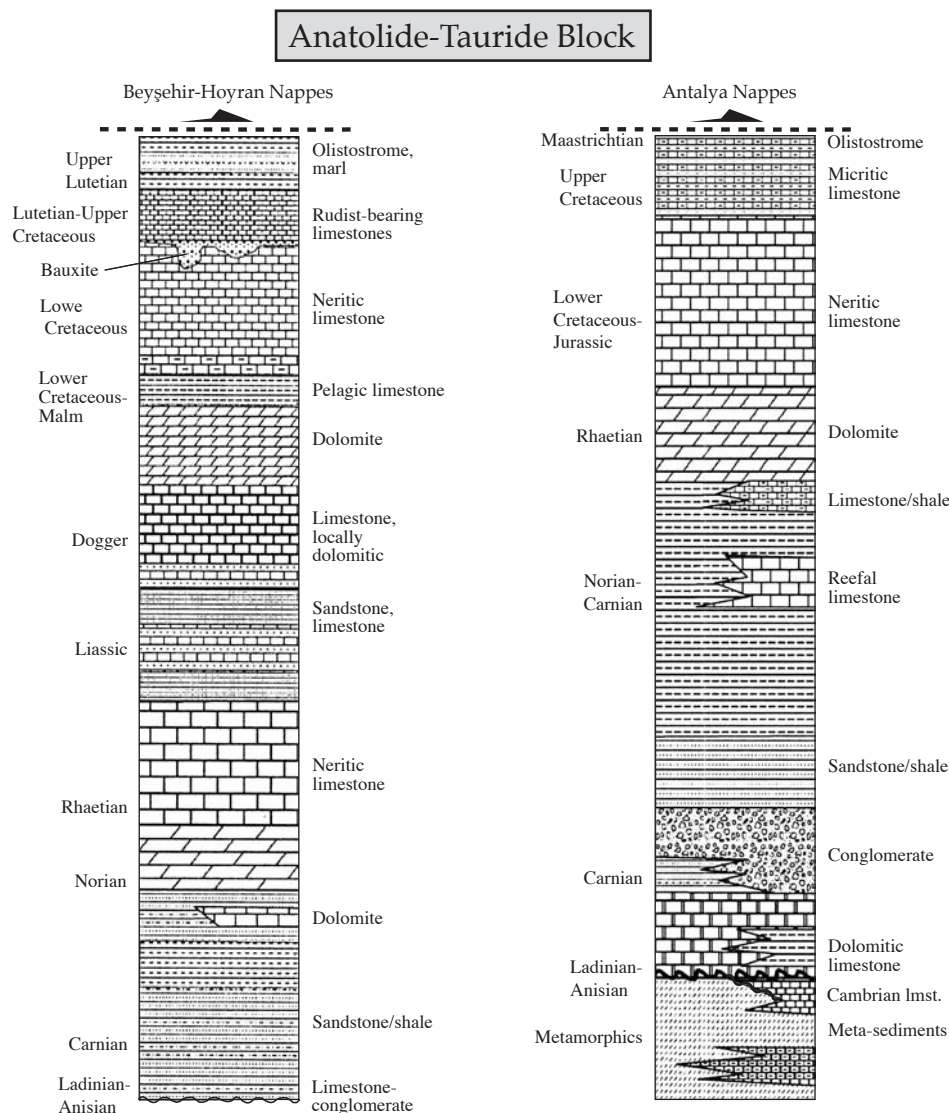 Anatolide-Tauride Block
Beyşehir-Hoyran Nappes
Upper
Lutetian
Lutetian-Upper
Cretaceous
Bauxite
Lowe
Cretaceous
Lower
Cretaceous-
Malm
Dogger
Liassic
Rhaetian
Norian
Carnian
Ladinian-
Anisian
Olistostrome,
marl
Rudist-bearing
limestones
Neritic
limestone
Pelagic limestone
Dolomite
Limestone,
locally
dolomitic
Sandstone,
limestone
Neritic
limestone
Dolomite
Sandstone/shale
Limestone-
conglomerate
Antalya Nappes
Maastrichtian
Upper
Cretaceous
Lower
Cretaceous-
Jurassic
Rhaetian
Norian-
Carnian
Carnian
Ladinian-
Anisian
Metamorphics
Olistostrome
Micritic
limestone
Neritic
limestone
Dolomite
Limestone/shale
Reefal
limestone
Sandstone/shale
Conglomerate
Dolomitic
limestone
Cambrian lmst.
Meta-sediments